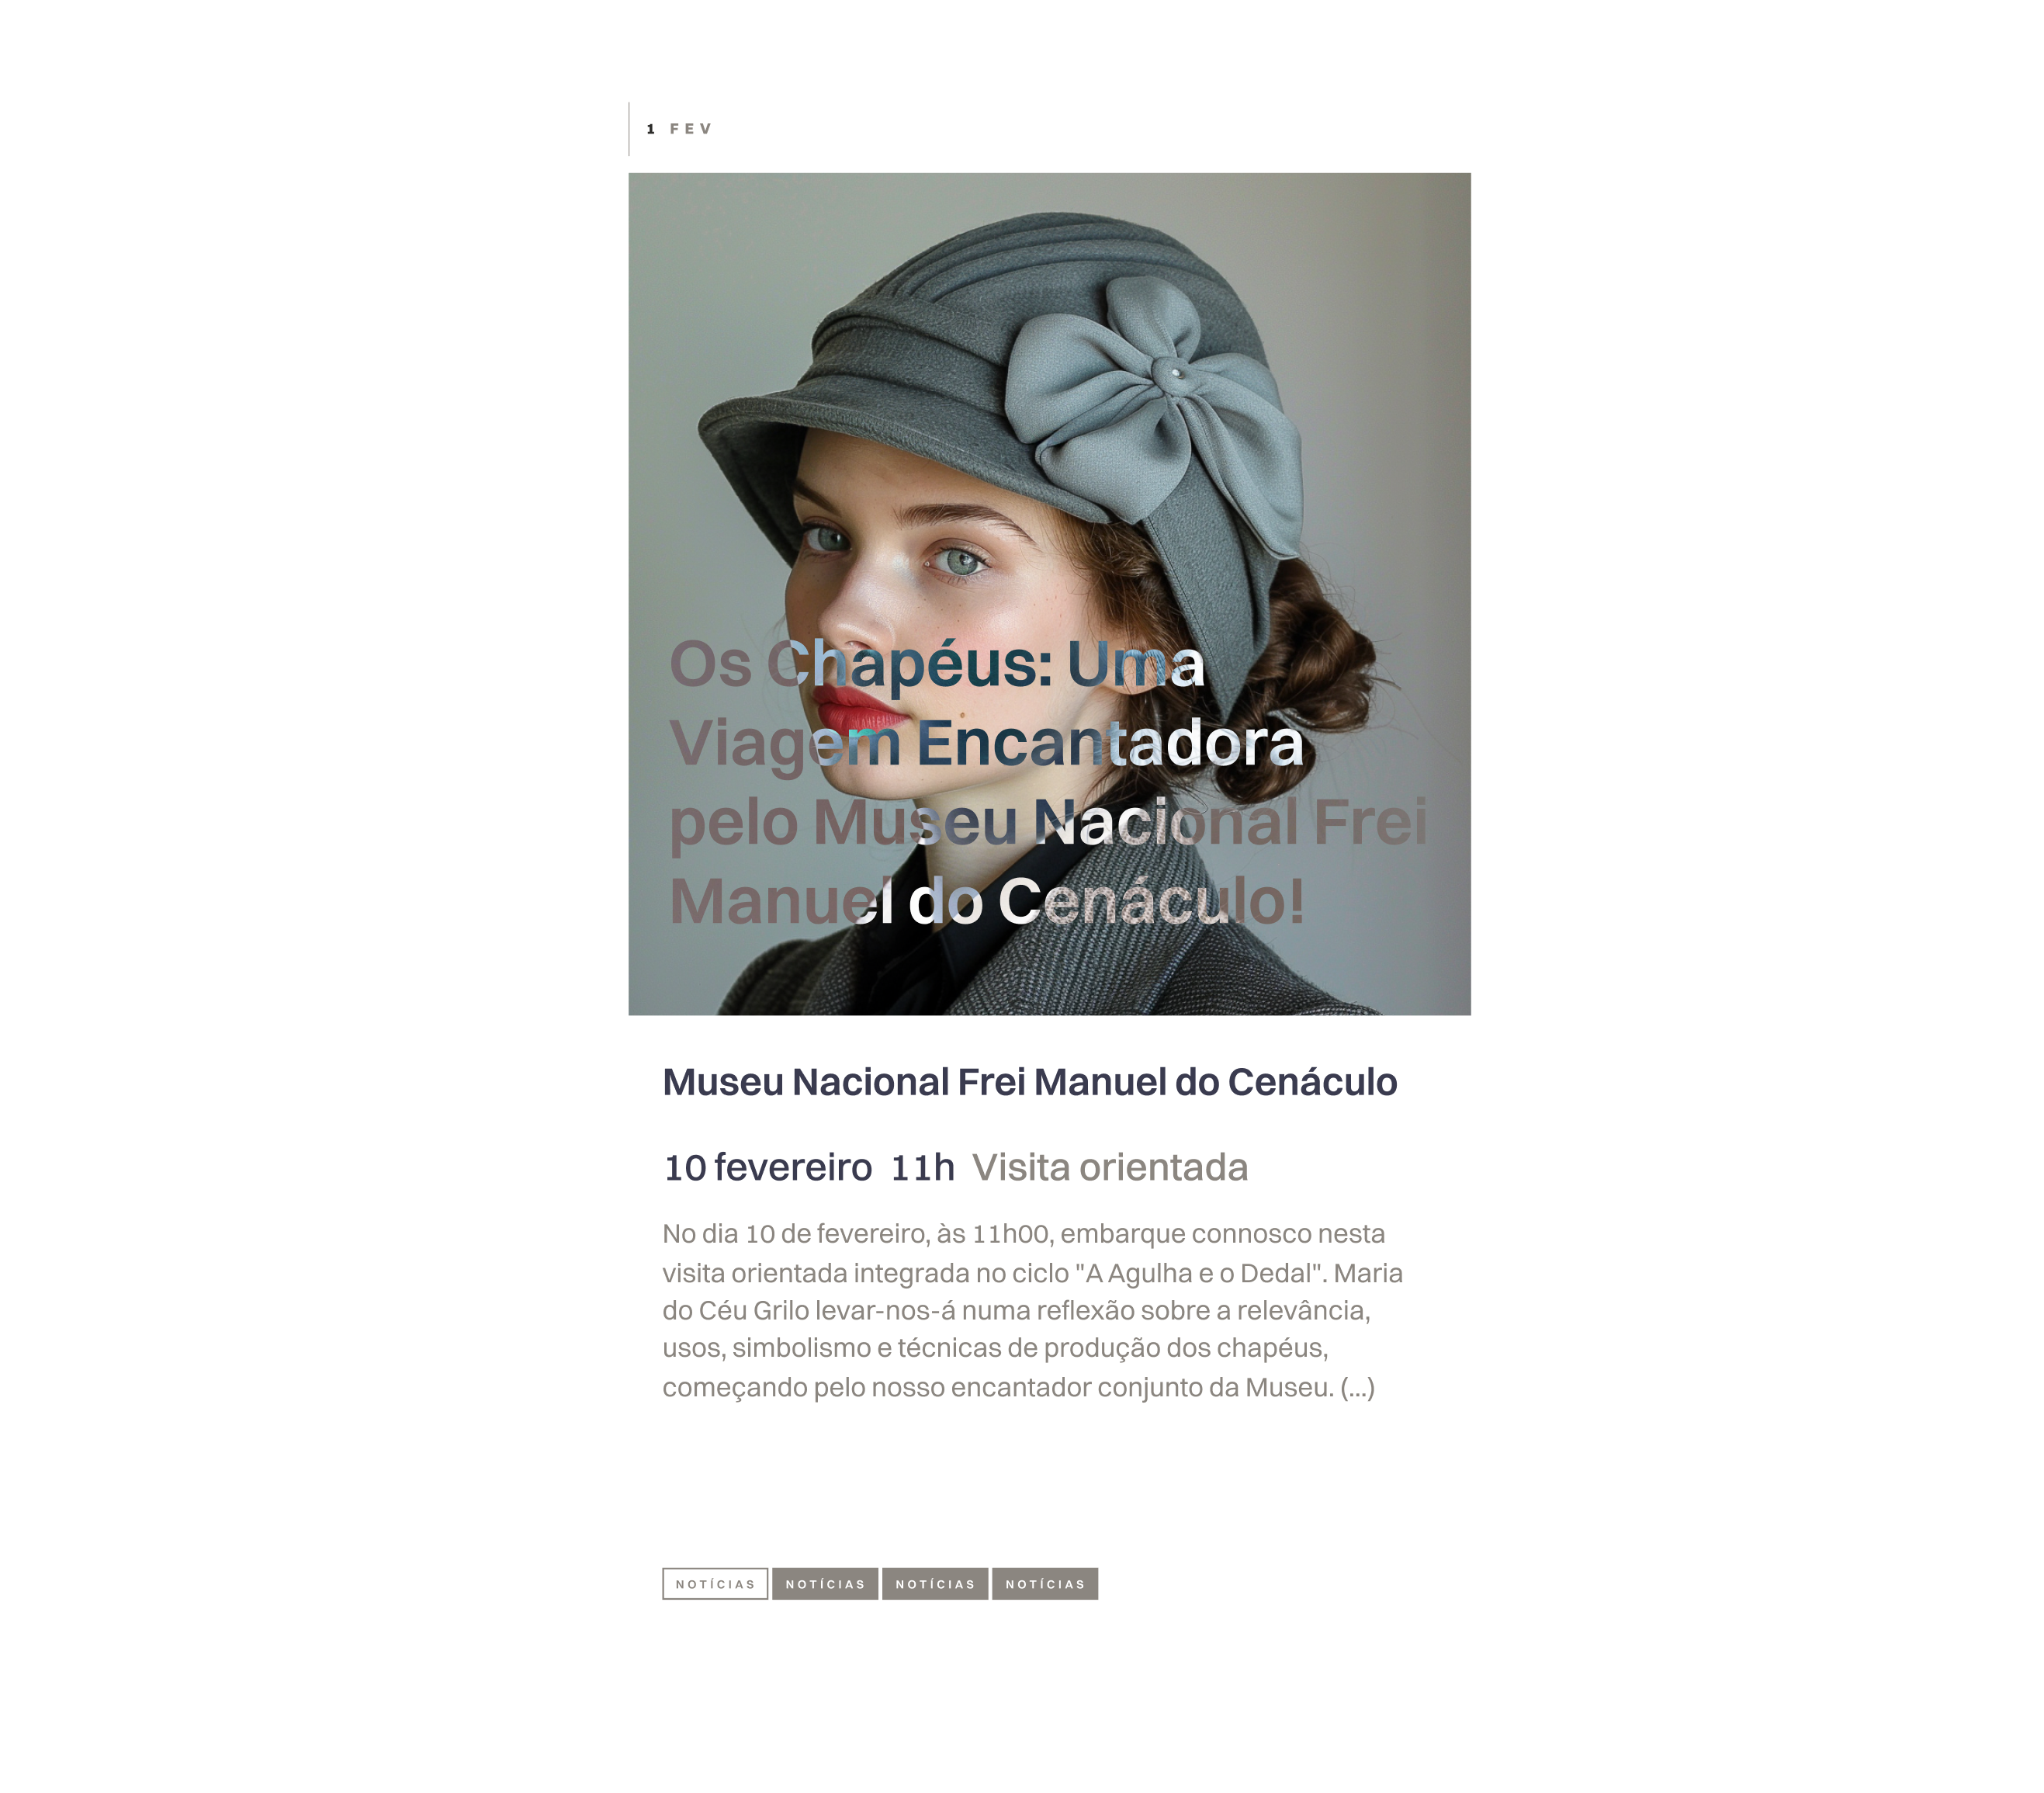 1 FEV
Os Chapéus: Uma
Viagem Encantadora
pelo Museu Nacional Frei
Manuel do Cenáculo!
Museu Nacional Frei Manuel do Cenáculo
10 fevereiro 11h Visita orientada
No dia 10 de fevereiro, às 11h00, embarque connosco nesta
visita orientada integrada no ciclo "A Agulha e o Dedal". Maria
do Céu Grilo levar-nos-á numa reflexão sobre a relevância,
usos, simbolismo e técnicas de produção dos chapéus,
começando pelo nosso encantador conjunto da Museu. (...)
NOTÍCIAS NOTÍCIAS NOTÍCIAS NOTÍCIAS